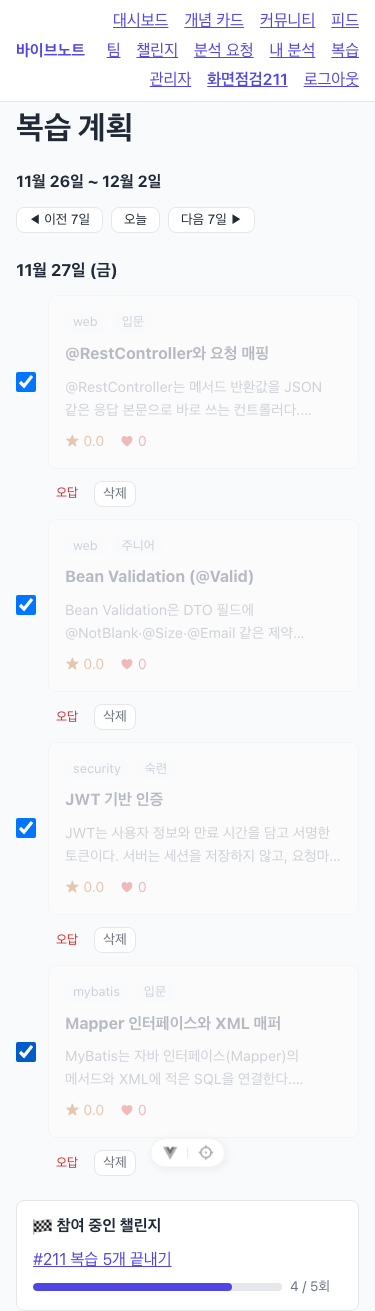 대시보드 개념 카드 커뮤니티 피드
바이브노트 팀 챌린지 분석 요청 내 분석 복습
관리자 화면점검211 로그아웃
복습 계획
11월 26일 ~ 12월 2일
◀ 이전 7일 오늘 다음 7일 ▶
11월 27일 (금)
web 입문
@RestController와 요청 매핑
@RestController는 메서드 반환값을 JSON
같은 응답 본문으로 바로 쓰는 컨트롤러다....
★ 0.0 ♥ 0
오답 삭제
web 주니어
Bean Validation (@Valid)
Bean Validation은 DTO 필드에
@NotBlank·@Size·@Email 같은 제약...
★ 0.0 ♥ 0
오답 삭제
security 숙련
JWT 기반 인증
JWT는 사용자 정보와 만료 시간을 담고 서명한
토큰이다. 서버는 세션을 저장하지 않고, 요청마...
★ 0.0 ♥ 0
오답 삭제
mybatis 입문
Mapper 인터페이스와 XML 매퍼
MyBatis는 자바 인터페이스(Mapper)의
메서드와 XML에 적은 SQL을 연결한다....
★ 0.0 ♥ 0
오답 삭제
🏁 참여 중인 챌린지
#211 복습 5개 끝내기
4 / 5회